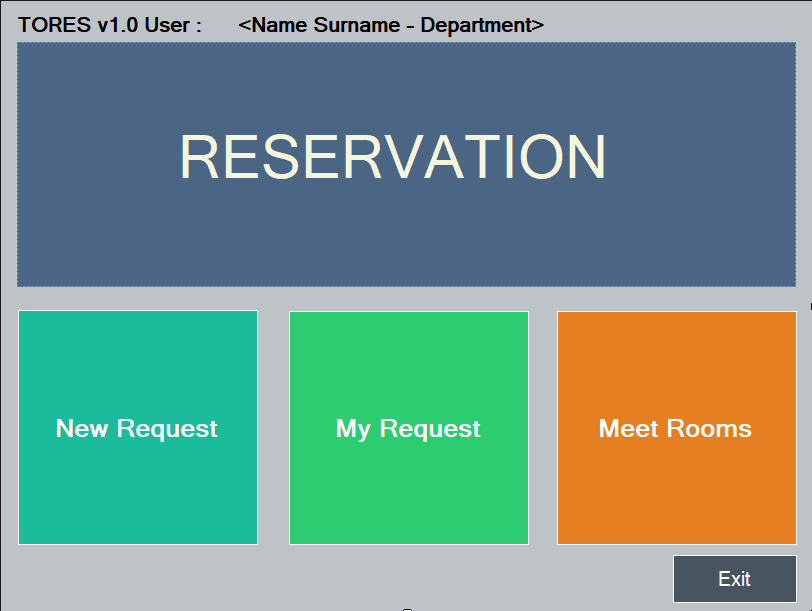 TORES v1.0 User : <Name Surname - Department>
RESERVATION
New Request
My Request
Meet Rooms
Exit